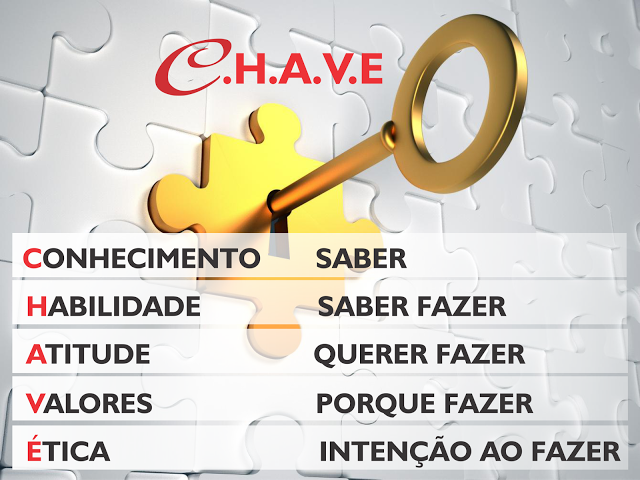 C.H.A.V.E
CONHECIMENTO SABER
HABILIDADE SABER FAZER
ATITUDE QUERER FAZER
VALORES PORQUE FAZER
ÉTICA INTENÇÃO AO FAZER